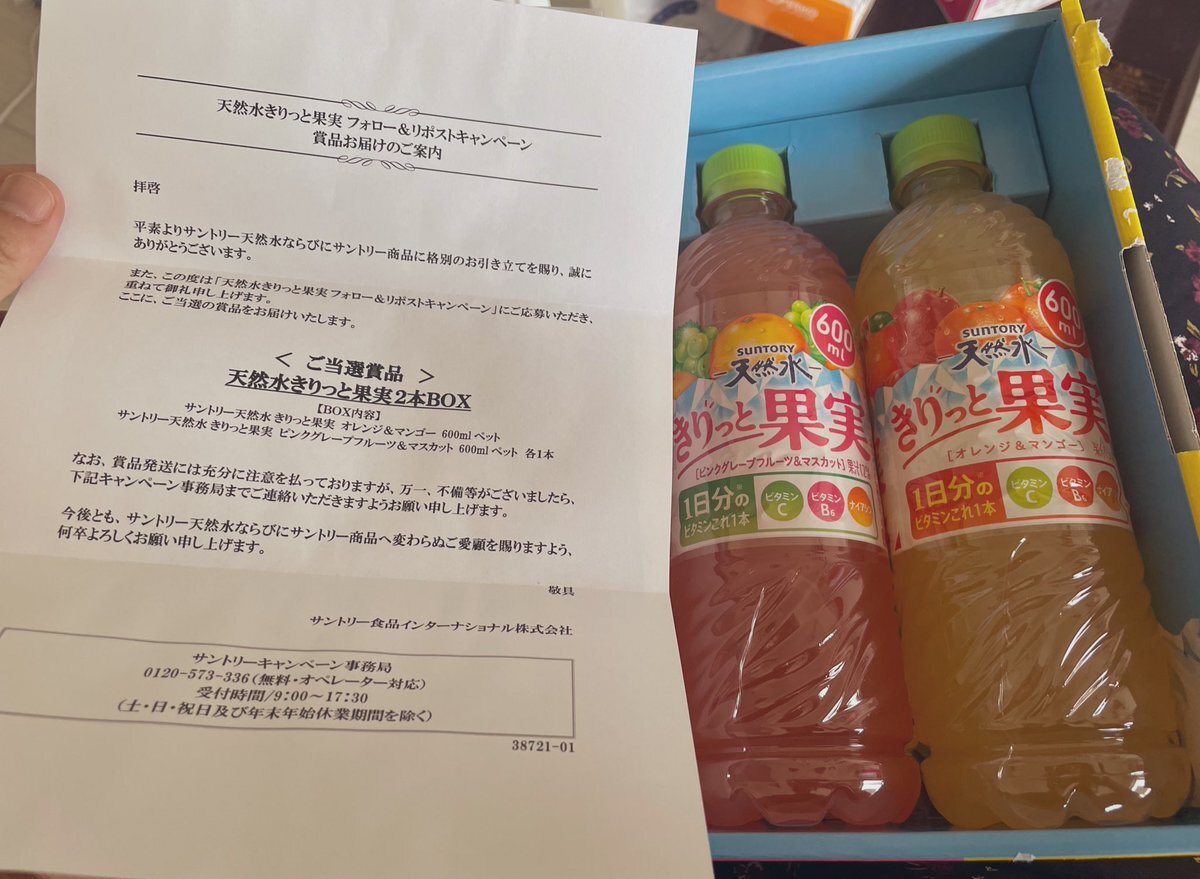 天然水きりっと果実 フォロー＆リポストキャンペーン
賞品お届けのご案内
拝啓
平素よりサントリー天然水ならびにサントリー商品に格別のお引き立てを賜り、誠に
ありがとうございます。
また、この度は「天然水きりっと果実 フォロー＆リポストキャンペーン」にご応募いただき、
重ねて御礼申し上げます。
ここに、ご当選の賞品をお届けいたします。
＜ ご当選賞品 ＞
天然水きりっと果実2本BOX
【BOX内容】
サントリー天然水 きりっと果実 オレンジ＆マンゴー 600mlペット
サントリー天然水 きりっと果実 ピンクグレープフルーツ＆マスカット 600mlペット 各1本
なお、賞品発送には充分に注意を払っておりますが、万一、不備等がございましたら、
下記キャンペーン事務局までご連絡いただきますようお願い申し上げます。
今後とも、サントリー天然水ならびにサントリー商品へ変わらぬご愛顧を賜りますよう、
何卒よろしくお願い申し上げます。
敬具
サントリー食品インターナショナル株式会社
サントリーキャンペーン事務局
0120-573-336（無料・オペレーター対応）
受付時間/9：00～17：30
（土・日・祝日及び年末年始休業期間を除く）
38721-01
600ml
SUNTORY
天然水
きりっと果実
［ピンクグレープフルーツ＆マスカット］果汁12%
1日分の
ビタミンこれ1本
ビタミンC
ビタミンB6
ナイアシン
600ml
SUNTORY
天然水
きりっと果実
［オレンジ＆マンゴー］
1日分の
ビタミンこれ1本
ビタミンC
ビタミンB6